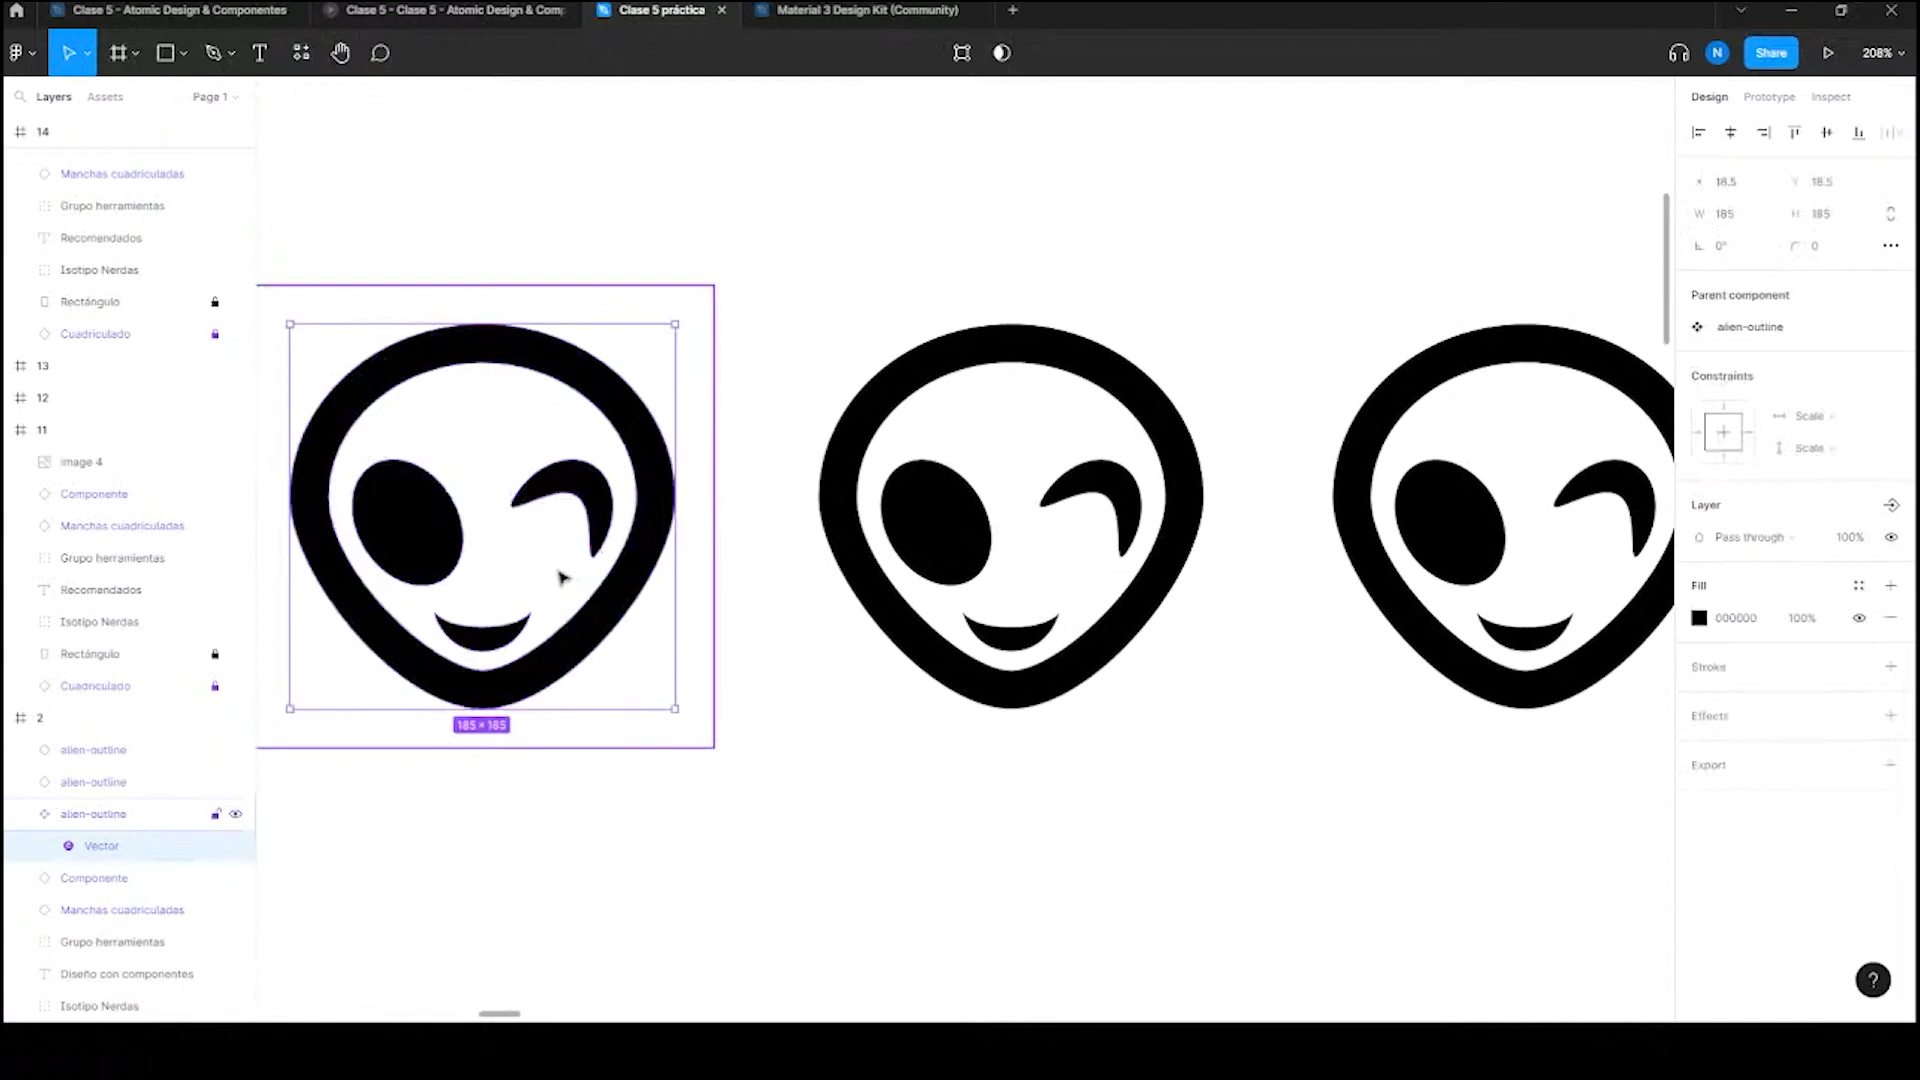 Clase 5 - Atomic Design & Componentes
Clase 5 - Clase 5 - Atomic Design & Com
Clase 5 práctica
Material 3 Design Kit (Community)
T
N
Share
208%
Layers
Assets
Page 1
Design
Prototype
Inspect
14
Manchas cuadriculadas
Grupo herramientas
Recomendados
Isotipo Nerdas
Rectángulo
Cuadriculado
13
12
11
image 4
Componente
Manchas cuadriculadas
Grupo herramientas
Recomendados
Isotipo Nerdas
Rectángulo
Cuadriculado
2
alien-outline
alien-outline
alien-outline
Vector
Componente
Manchas cuadriculadas
Grupo herramientas
Diseño con componentes
Isotipo Nerdas
185 × 185
X 18.5 Y 18.5
W 185 H 185
0° 0
Parent component
alien-outline
Constraints
Scale
Scale
Layer
Pass through 100%
Fill
000000 100%
Stroke
Effects
Export
?